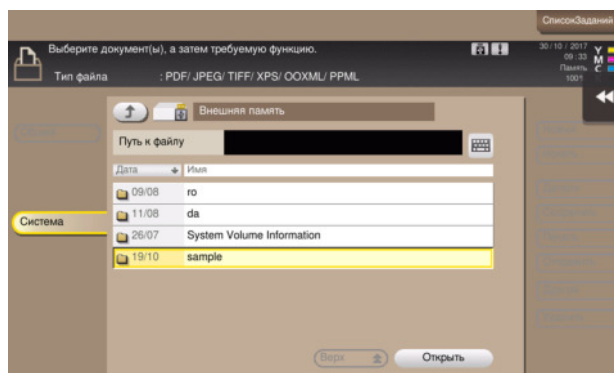 СписокЗаданий
Выберите документ(ы), а затем требуемую функцию.
Тип файла : PDF/ JPEG/ TIFF/ XPS/ OOXML/ PPML
30/10 / 2017
09:33
Память
100%
Y
M
C
Внешняя память
Путь к файлу
Дата Имя
09/08 ro
11/08 da
Система
26/07 System Volume Information
19/10 sample
Верх
Открыть